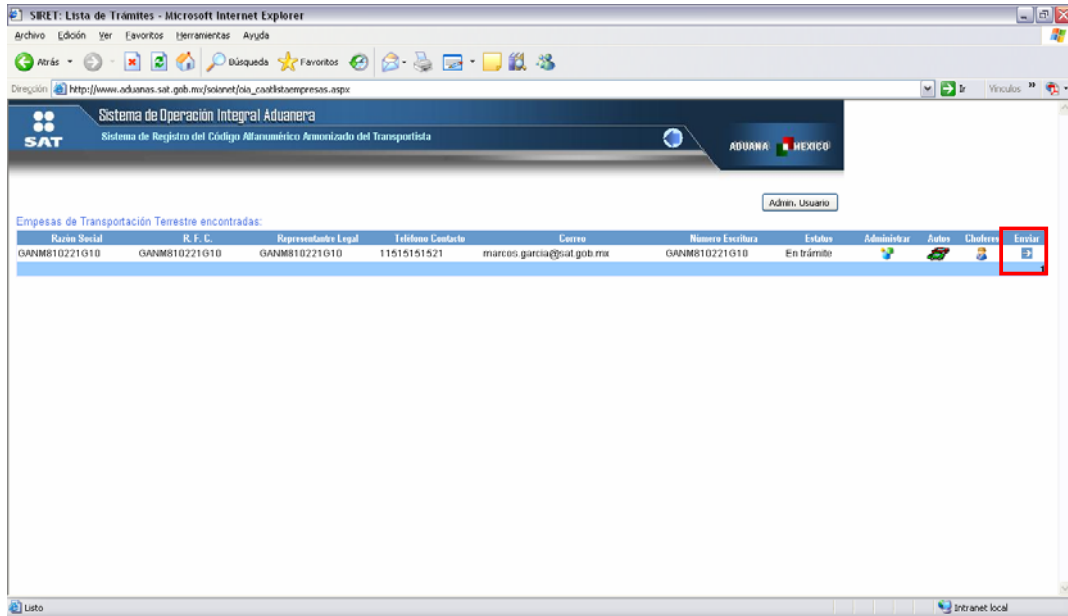 SIRET: Lista de Trámites - Microsoft Internet Explorer
Archivo Edición Ver Favoritos Herramientas Ayuda
Atrás Búsqueda Favoritos
Dirección http://www.aduanas.sat.gob.mx/soianet/oia_caatlistaempresas.aspx Ir Vínculos »
SAT
Sistema de Operación Integral Aduanera
Sistema de Registro del Código Alfanumérico Armonizado del Transportista
ADUANA MEXICO
Admin. Usuario
Empesas de Transportación Terrestre encontradas:
Razón Social R. F. C. Representantre Legal Teléfono Contacto Correo Número Escritura Estatus Administrar Autos Choferes Enviar
GANM810221G10 GANM810221G10 GANM810221G10 11515151521 marcos.garcia@sat.gob.mx GANM810221G10 En trámite
1
Listo Intranet local